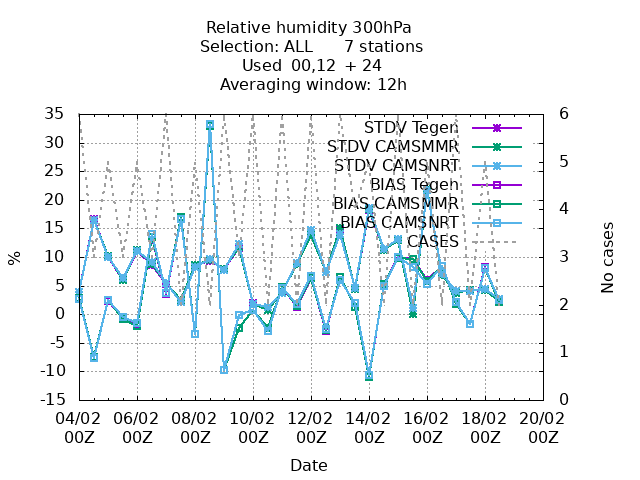 Relative humidity 300hPa
Selection: ALL 7 stations
Used 00,12 + 24
Averaging window: 12h
STDV Tegen
STDV CAMSMMR
STDV CAMSNRT
BIAS Tegen
BIAS CAMSMMR
BIAS CAMSNRT
CASES
35
30
25
20
15
10
5
0
-5
-10
-15
%
6
5
4
3
2
1
0
No cases
04/02 06/02 08/02 10/02 12/02 14/02 16/02 18/02 20/02
00Z 00Z 00Z 00Z 00Z 00Z 00Z 00Z 00Z
Date